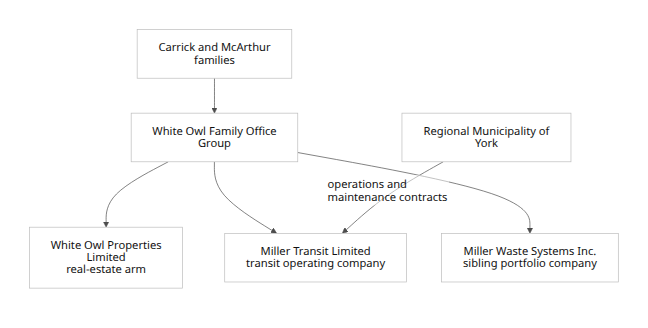 Carrick and McArthur
families
White Owl Family Office
Group
Regional Municipality of
York
operations and
maintenance contracts
White Owl Properties
Limited
real-estate arm
Miller Transit Limited
transit operating company
Miller Waste Systems Inc.
sibling portfolio company